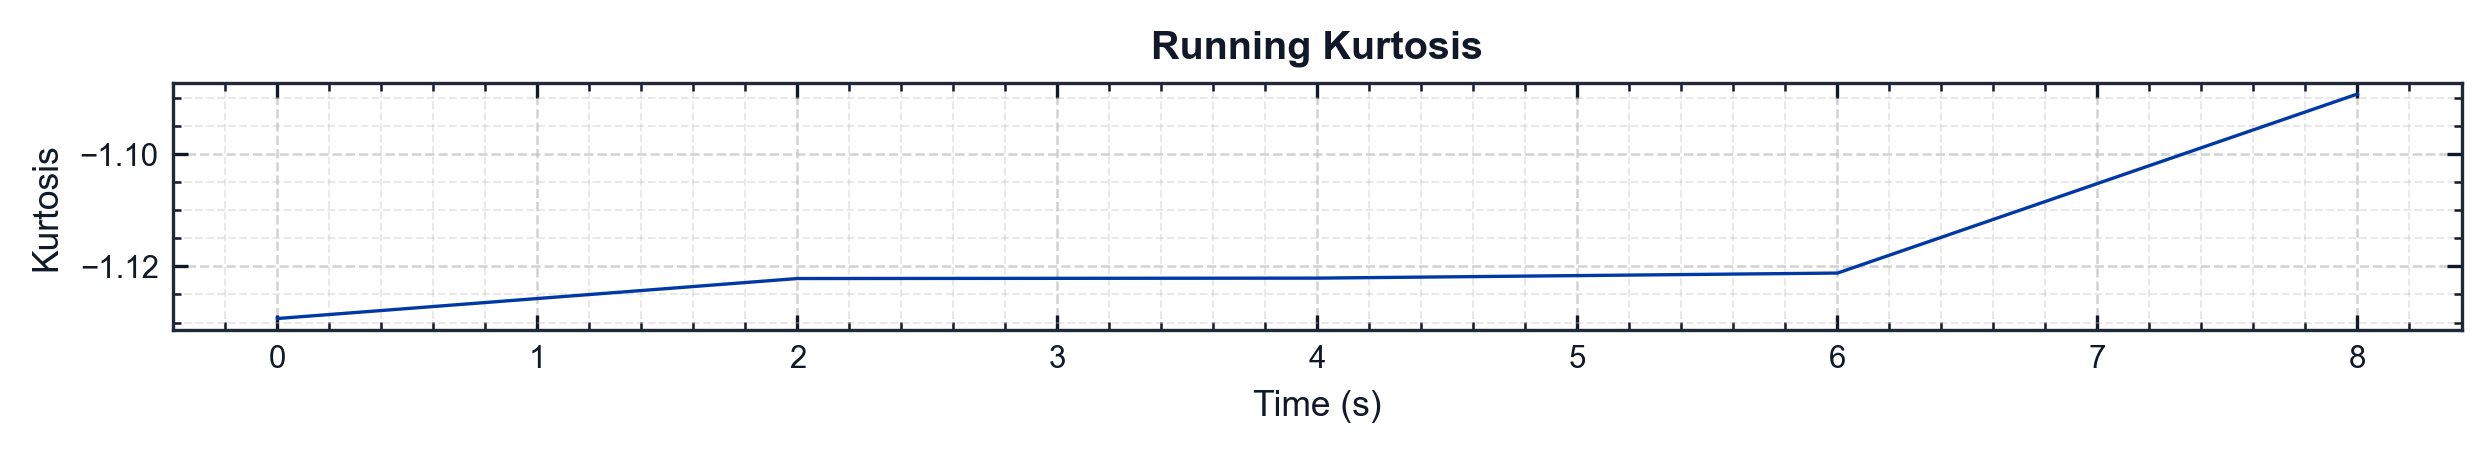 Running Kurtosis
Kurtosis
−1.10
−1.12
0 1 2 3 4 5 6 7 8
Time (s)